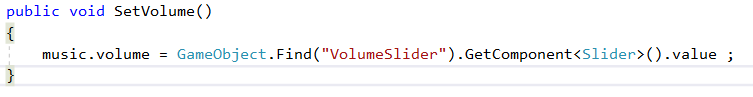 public void SetVolume()
{
music.volume = GameObject.Find("VolumeSlider").GetComponent<Slider>().value ;
}